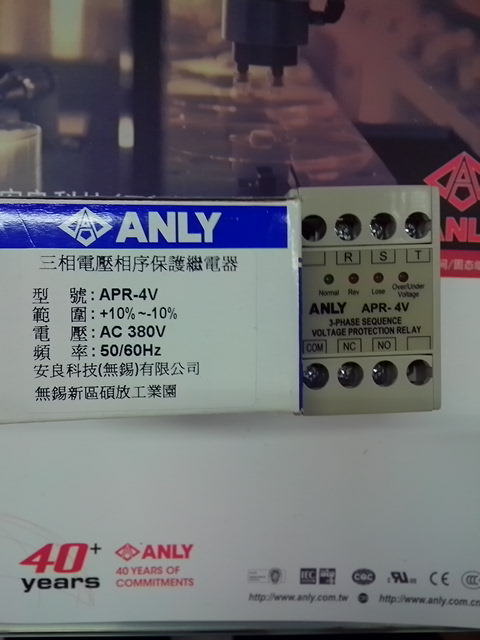 ANLY
ANL
三相電壓相序保護繼電器
型 號: APR-4V
範 圍: +10%~-10%
電 壓: AC 380V
頻 率: 50/60Hz
安良科技(無錫)有限公司
無錫新區碩放工業園
R S T
Normal Rev Lose Over/Under Voltage
ANLY APR-4V
3-PHASE SEQUENCE
VOLTAGE PROTECTION RELAY
COM NC NO
40+
years
ANLY
40 YEARS OF
COMMITMENTS
http://www.anly.com.tw http://www.anly.com.cn